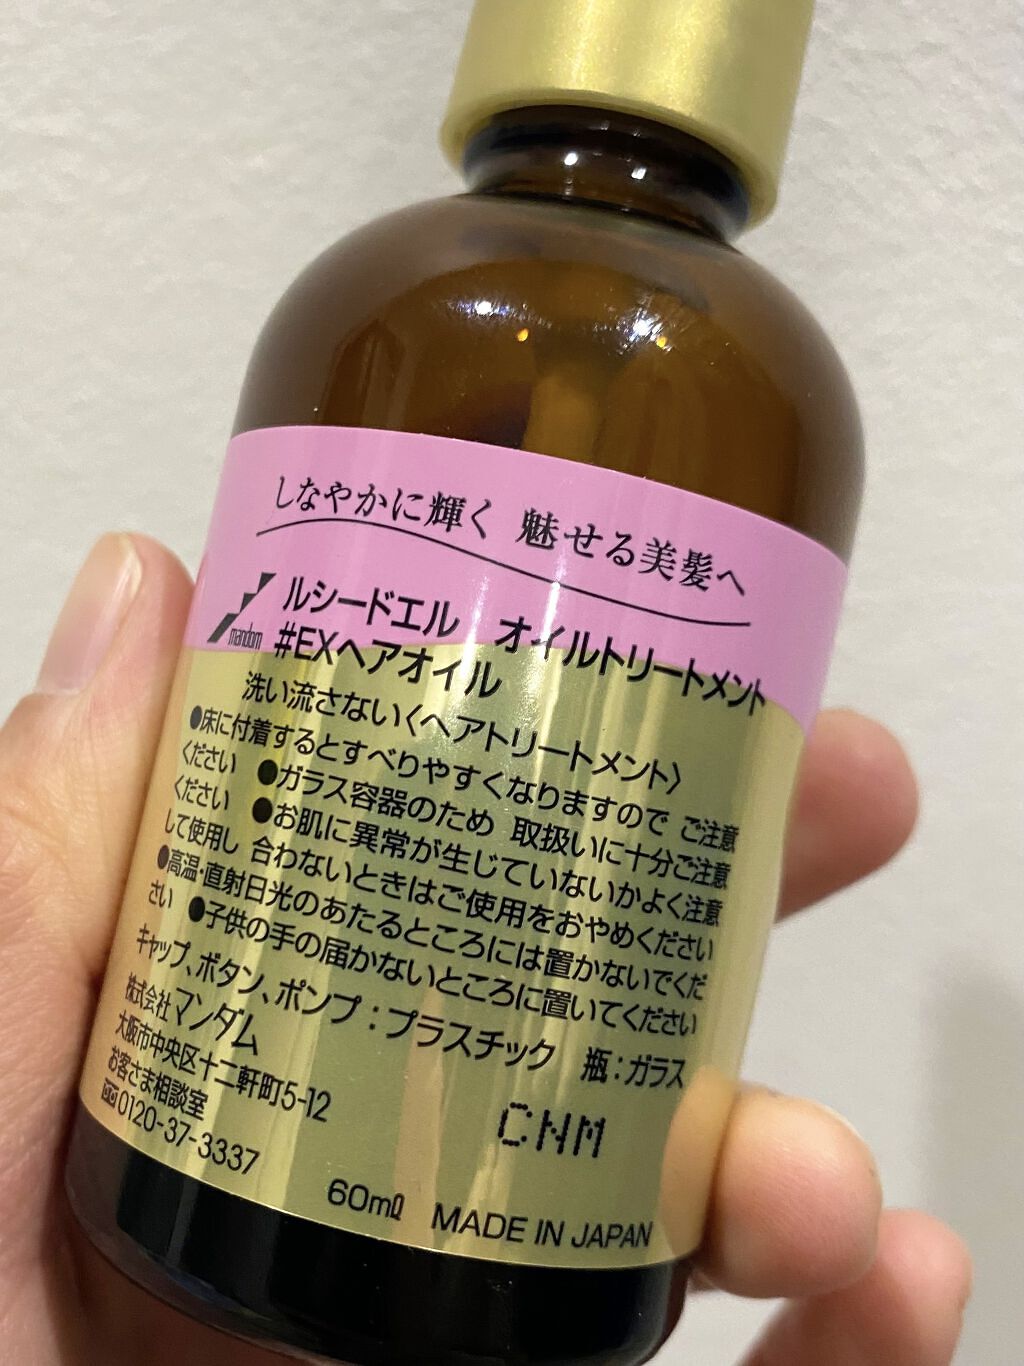 しなやかに輝く 魅せる美髪へ
mandom
ルシードエル オイルトリートメント
#EXヘアオイル
洗い流さない〈ヘアトリートメント〉
●床に付着するとすべりやすくなりますので ご注意
ください ●ガラス容器のため 取扱いに十分ご注意
ください ●お肌に異常が生じていないかよく注意
して使用し 合わないときはご使用をおやめください
●高温・直射日光のあたるところには置かないでくだ
さい ●子供の手の届かないところに置いてください
キャップ、ボタン、ポンプ:プラスチック 瓶:ガラス
株式会社マンダム
大阪市中央区十二軒町5-12
お客さま相談室
0120-37-3337
CNM
60mℓ MADE IN JAPAN